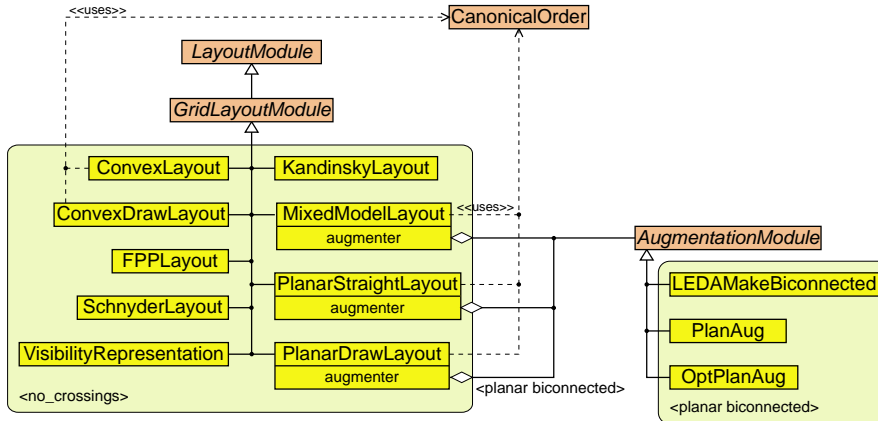 <<uses>>
CanonicalOrder
LayoutModule
GridLayoutModule
ConvexLayout
KandinskyLayout
ConvexDrawLayout
MixedModelLayout
<<uses>>
augmenter
AugmentationModule
FPPLayout
PlanarStraightLayout
LEDAMakeBiconnected
augmenter
SchnyderLayout
PlanAug
VisibilityRepresentation
PlanarDrawLayout
augmenter
OptPlanAug
<no_crossings>
<planar biconnected>
<planar biconnected>